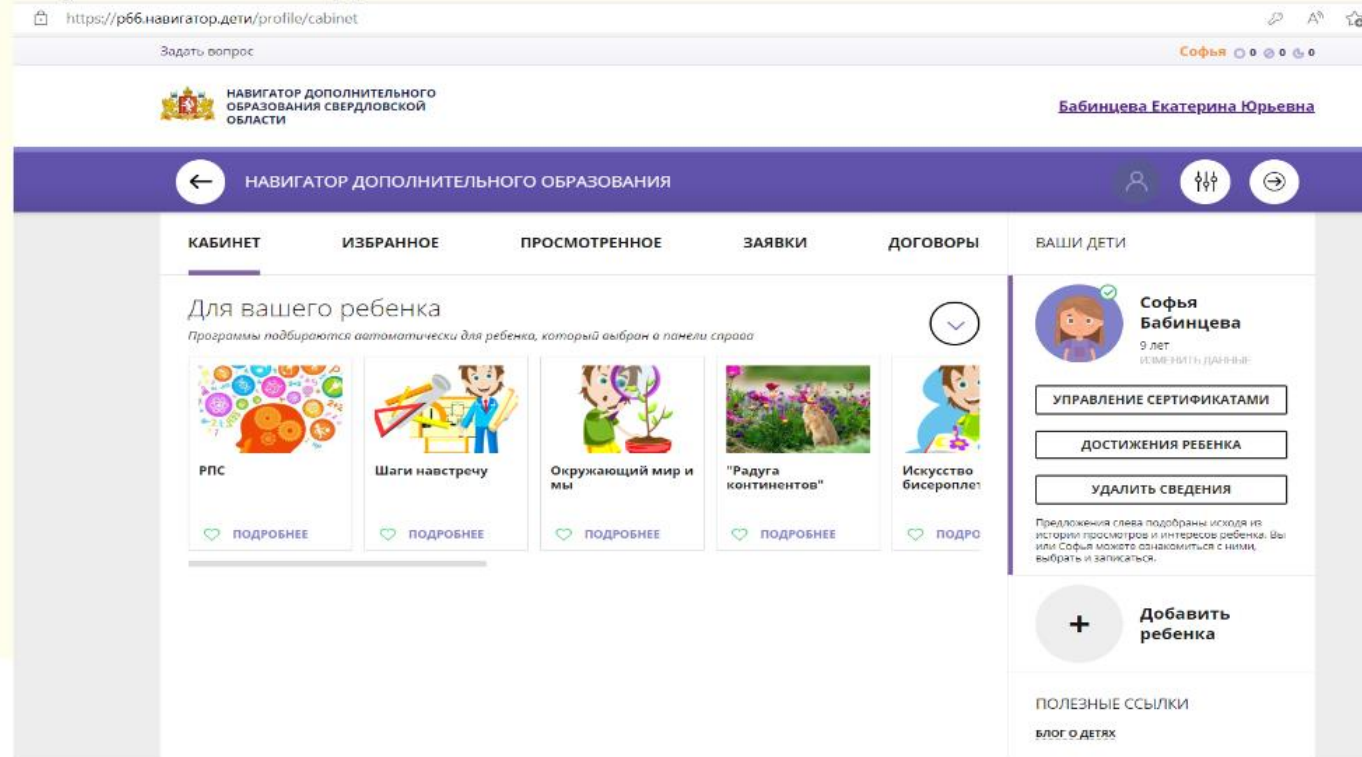 https://р66.навигатор.дети/profile/cabinet
Задать вопрос
Софья 0 0 0
НАВИГАТОР ДОПОЛНИТЕЛЬНОГО
ОБРАЗОВАНИЯ СВЕРДЛОВСКОЙ
ОБЛАСТИ
Бабинцева Екатерина Юрьевна
НАВИГАТОР ДОПОЛНИТЕЛЬНОГО ОБРАЗОВАНИЯ
КАБИНЕТ ИЗБРАННОЕ ПРОСМОТРЕННОЕ ЗАЯВКИ ДОГОВОРЫ
Для вашего ребенка
Программы подбираются автоматически для ребенка, который выбран в панели справа
РПС
ПОДРОБНЕЕ
Шаги навстречу
ПОДРОБНЕЕ
Окружающий мир и
мы
ПОДРОБНЕЕ
"Радуга
континентов"
ПОДРОБНЕЕ
Искусство
бисероплет
ПОДРО
ВАШИ ДЕТИ
Софья
Бабинцева
9 лет
ИЗМЕНИТЬ ДАННЫЕ
УПРАВЛЕНИЕ СЕРТИФИКАТАМИ
ДОСТИЖЕНИЯ РЕБЕНКА
УДАЛИТЬ СВЕДЕНИЯ
Предложения слева подобраны исходя из
истории просмотров и интересов ребенка. Вы
или Софья можете ознакомиться с ними,
выбрать и записаться.
Добавить
ребенка
ПОЛЕЗНЫЕ ССЫЛКИ
БЛОГ О ДЕТЯХ